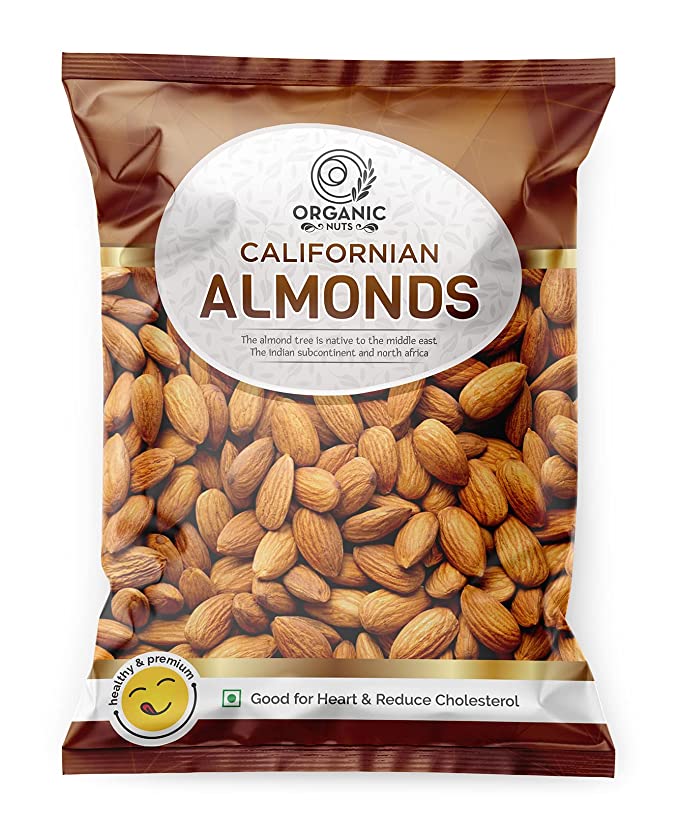 ORGANIC
NUTS
CALIFORNIAN
ALMONDS
The almond tree is native to the middle east
The indian subcontinent and north africa
healthy & premium
Good for Heart & Reduce Cholesterol